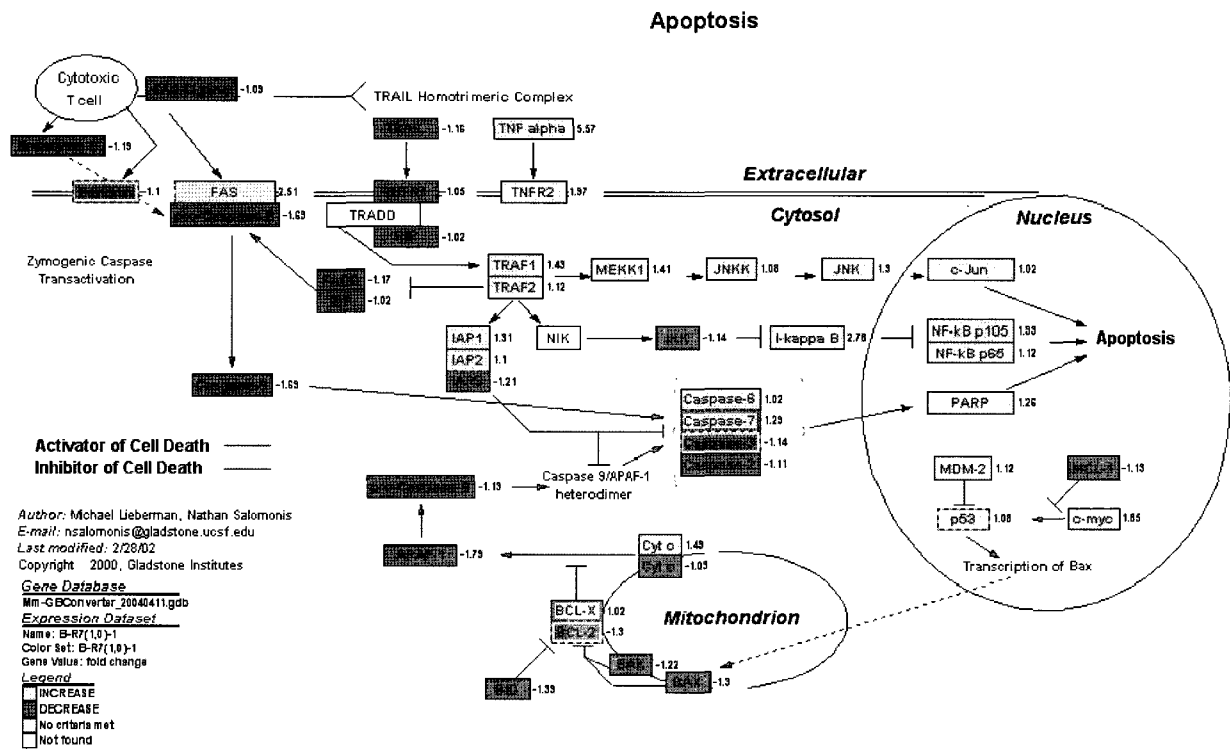 Apoptosis
Cytotoxic
T cell
-1.09
TRAIL Homotrimeric Complex
-1.19
-1.16
TNF alpha 5.57
-1.1
FAS 2.51
-1.69
-1.05
TNFR2 1.97
Extracellular
Cytosol
Nucleus
TRADD
-1.02
Zymogenic Caspase
Transactivation
-1.17
-1.02
TRAF1 1.43
TRAF2 1.12
MEKK1 1.41
JNKK 1.08
JNK 1.3
c-Jun 1.02
IAP1 1.31
IAP2 1.1
-1.21
NIK
-1.14
I-kappa B 2.78
NF-kB p105 1.33
NF-kB p65 1.12
Apoptosis
-1.69
Caspase-6 1.02
Caspase-7 1.29
-1.14
-1.11
PARP 1.26
Activator of Cell Death
Inhibitor of Cell Death
-1.13
Caspase 9/APAF-1
heterodimer
MDM-2 1.12
-1.13
p53 1.08
c-myc 1.65
Transcription of Bax
Author: Michael Lieberman, Nathan Salomonis
E-mail: nsalomonis@gladstone.ucsf.edu
Last modified: 2/28/02
Copyright 2000, Gladstone Institutes
-1.79
Cyt c 1.49
Cyt c -1.03
Gene Database
Mm-GBConverter_20040411.gdb
Expression Dataset
Name: B-R7(1,0)-1
Color Set: B-R7(1,0)-1
Gene Value: fold change
BCL-X 1.02
BCL-2 -1.3
Mitochondrion
-1.22
BAX -1.3
BID -1.39
Legend
INCREASE
DECREASE
No criteria met
Not found